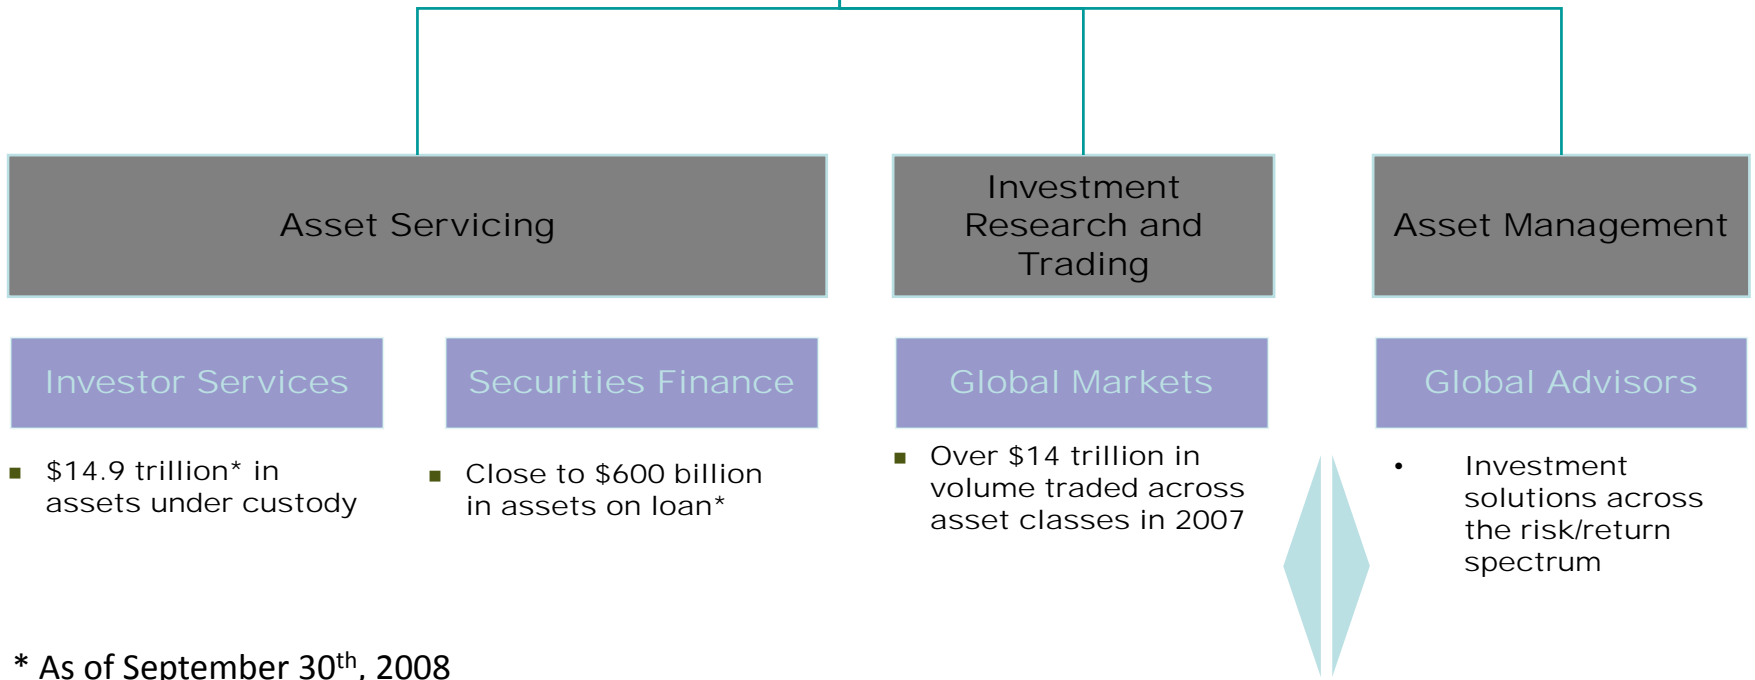 Asset Servicing
Investment
Research and
Trading
Asset Management
Investor Services
Securities Finance
Global Markets
Global Advisors
▪ $14.9 trillion* in
assets under custody
▪ Close to $600 billion
in assets on loan*
▪ Over $14 trillion in
volume traded across
asset classes in 2007
• Investment
solutions across
the risk/return
spectrum
* As of September 30th, 2008